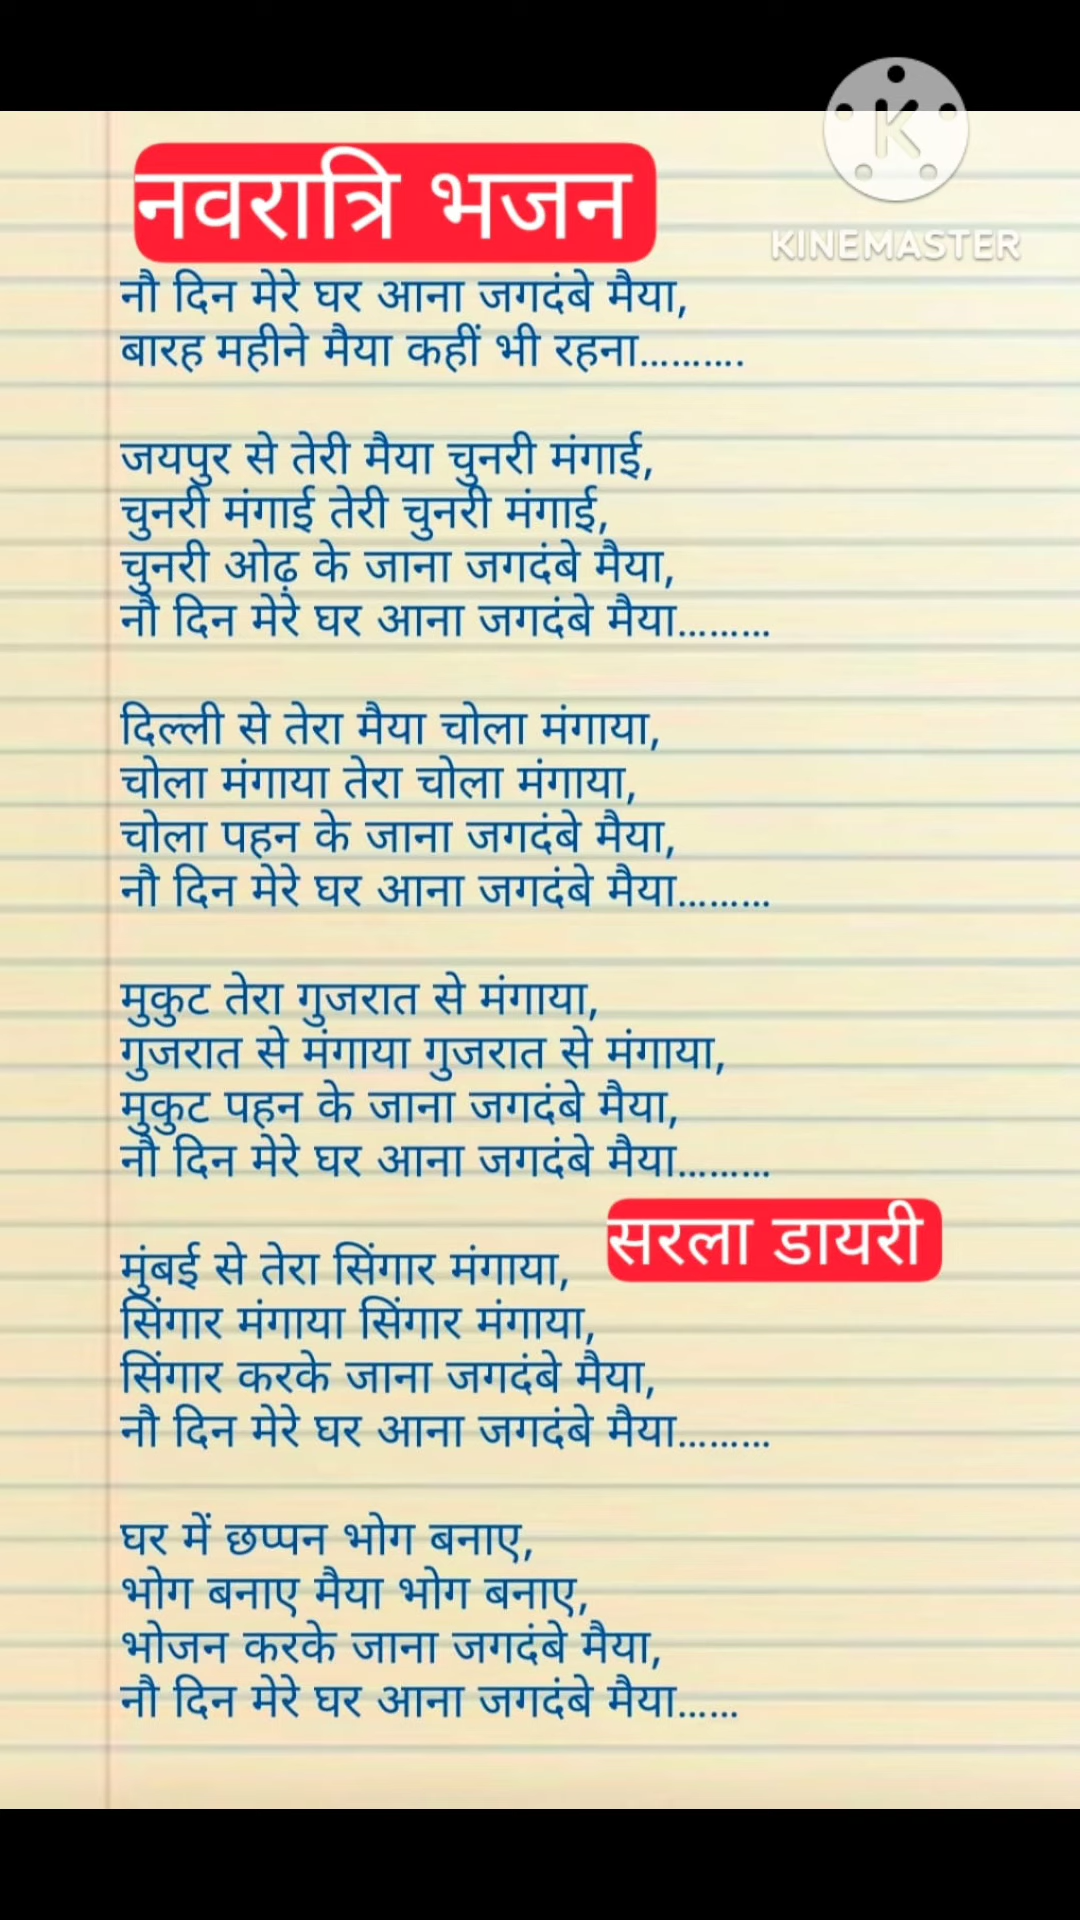 KINEMASTER
नवरात्रि भजन
नौ दिन मेरे घर आना जगदंबे मैया,
बारह महीने मैया कहीं भी रहना..........
जयपुर से तेरी मैया चुनरी मंगाई,
चुनरी मंगाई तेरी चुनरी मंगाई,
चुनरी ओढ़ के जाना जगदंबे मैया,
नौ दिन मेरे घर आना जगदंबे मैया.........
दिल्ली से तेरा मैया चोला मंगाया,
चोला मंगाया तेरा चोला मंगाया,
चोला पहन के जाना जगदंबे मैया,
नौ दिन मेरे घर आना जगदंबे मैया.........
मुकुट तेरा गुजरात से मंगाया,
गुजरात से मंगाया गुजरात से मंगाया,
मुकुट पहन के जाना जगदंबे मैया,
नौ दिन मेरे घर आना जगदंबे मैया.........
सरला डायरी
मुंबई से तेरा सिंगार मंगाया,
सिंगार मंगाया सिंगार मंगाया,
सिंगार करके जाना जगदंबे मैया,
नौ दिन मेरे घर आना जगदंबे मैया.........
घर में छप्पन भोग बनाए,
भोग बनाए मैया भोग बनाए,
भोजन करके जाना जगदंबे मैया,
नौ दिन मेरे घर आना जगदंबे मैया......